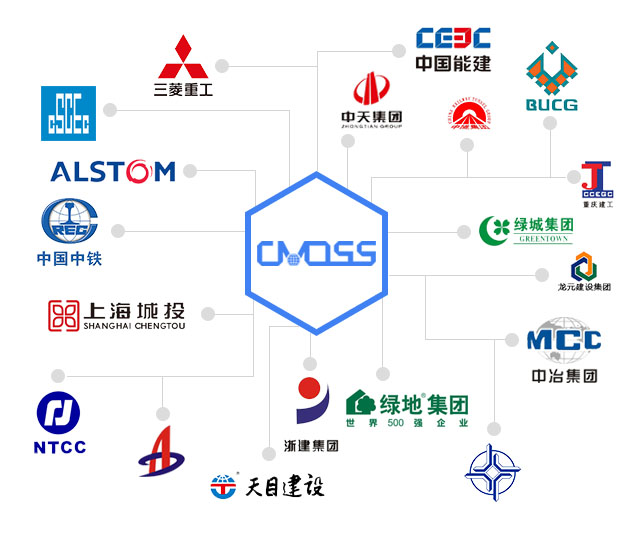 三菱重工
CEEC
中国能建
中天集团
ZHONGTIAN GROUP
BUCG
CSCEC
ALSTOM
JT
CCEGC
重庆建工
CREC
中国中铁
绿城集团
GREENTOWN
CMOSS
龙元建设集团
上海城投
SHANGHAI CHENGTOU
MCC
中冶集团
NTCC
浙建集团
绿地®集团
世界500强企业
天目建设